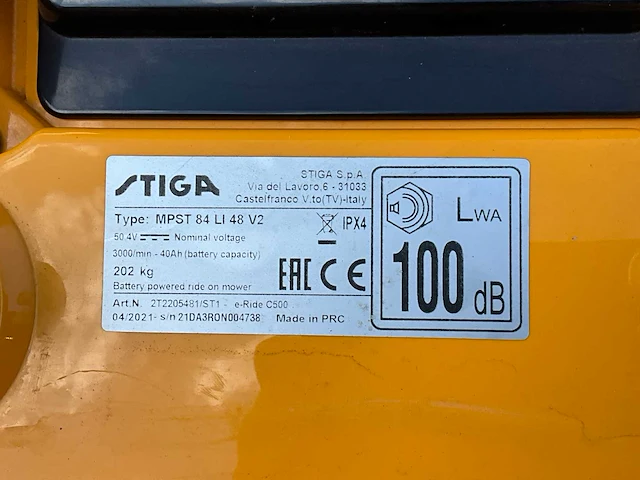 STIGA
STIGA S.p.A.
Via del Lavoro,6 - 31033
Castelfranco V.to(TV)-Italy
Type: MPST 84 LI 48 V2
IPX4
50.4V Nominal voltage
3000/min - 40Ah (battery capacity)
202 kg
Battery powered ride on mower
EAC CE
Art.N. 2T2205481/ST1 - e-Ride C500
04/2021 - s/n 21DA3RON004738 Made in PRC
LWA
100 dB